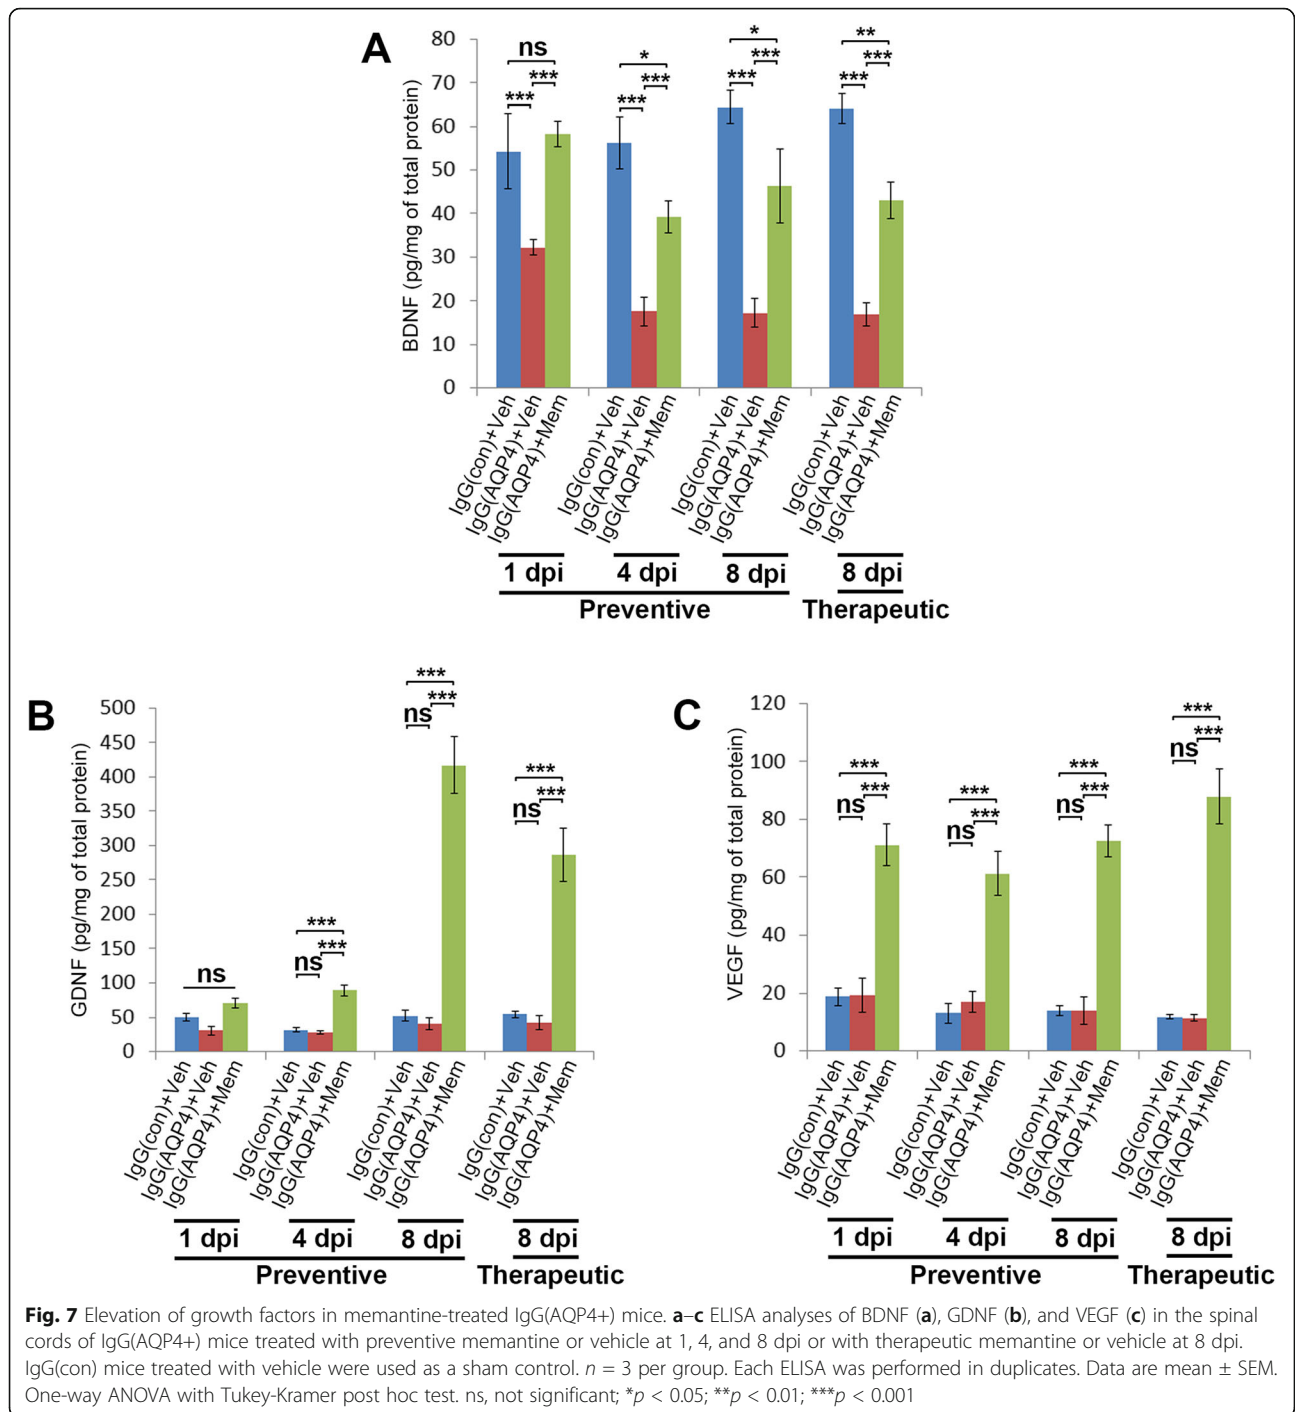 A
BDNF (pg/mg of total protein)
80
70
60
50
40
30
20
10
0
ns
***
***
*
***
***
*
***
***
**
***
***
IgG(con)+Veh
IgG(AQP4)+Veh
IgG(AQP4)+Mem
IgG(con)+Veh
IgG(AQP4)+Veh
IgG(AQP4)+Mem
IgG(con)+Veh
IgG(AQP4)+Veh
IgG(AQP4)+Mem
IgG(con)+Veh
IgG(AQP4)+Veh
IgG(AQP4)+Mem
1 dpi 4 dpi 8 dpi 8 dpi
Preventive Therapeutic
B
GDNF (pg/mg of total protein)
500
450
400
350
300
250
200
150
100
50
0
ns
***
ns
***
***
ns
***
***
ns
***
IgG(con)+Veh
IgG(AQP4)+Veh
IgG(AQP4)+Mem
IgG(con)+Veh
IgG(AQP4)+Veh
IgG(AQP4)+Mem
IgG(con)+Veh
IgG(AQP4)+Veh
IgG(AQP4)+Mem
IgG(con)+Veh
IgG(AQP4)+Veh
IgG(AQP4)+Mem
1 dpi 4 dpi 8 dpi 8 dpi
Preventive Therapeutic
C
VEGF (pg/mg of total protein)
120
100
80
60
40
20
0
***
ns
***
***
ns
***
***
ns
***
***
ns
***
IgG(con)+Veh
IgG(AQP4)+Veh
IgG(AQP4)+Mem
IgG(con)+Veh
IgG(AQP4)+Veh
IgG(AQP4)+Mem
IgG(con)+Veh
IgG(AQP4)+Veh
IgG(AQP4)+Mem
IgG(con)+Veh
IgG(AQP4)+Veh
IgG(AQP4)+Mem
1 dpi 4 dpi 8 dpi 8 dpi
Preventive Therapeutic
Fig. 7 Elevation of growth factors in memantine-treated IgG(AQP4+) mice. a–c ELISA analyses of BDNF (a), GDNF (b), and VEGF (c) in the spinal
cords of IgG(AQP4+) mice treated with preventive memantine or vehicle at 1, 4, and 8 dpi or with therapeutic memantine or vehicle at 8 dpi.
IgG(con) mice treated with vehicle were used as a sham control. n = 3 per group. Each ELISA was performed in duplicates. Data are mean ± SEM.
One-way ANOVA with Tukey-Kramer post hoc test. ns, not significant; *p < 0.05; **p < 0.01; ***p < 0.001